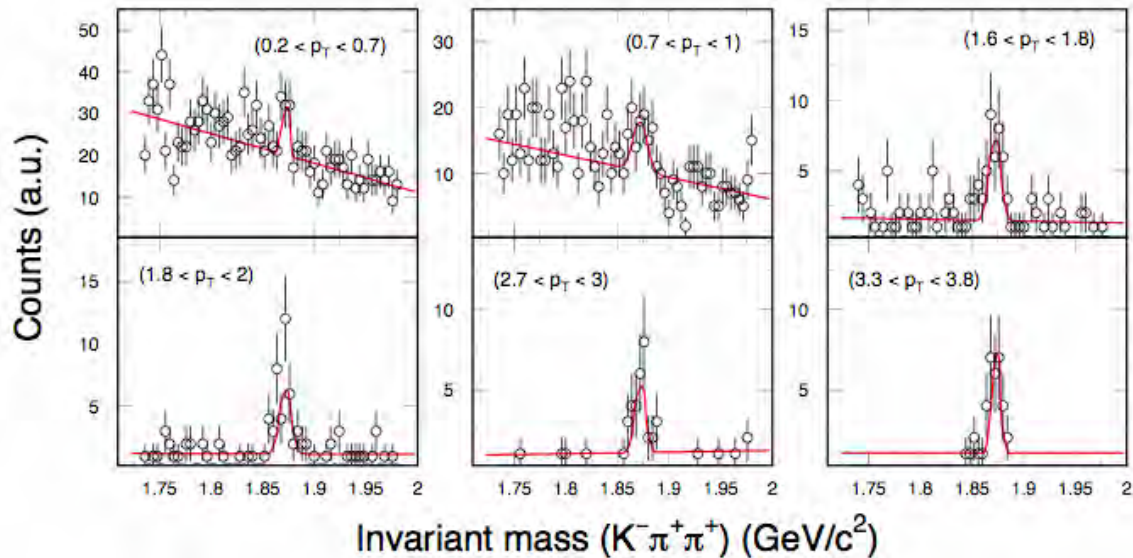 50
40
30
20
10
0
(0.2 < p_T < 0.7)
30
20
10
0
(0.7 < p_T < 1)
15
10
5
(1.6 < p_T < 1.8)
15
10
5
(1.8 < p_T < 2)
10
5
(2.7 < p_T < 3)
10
5
(3.3 < p_T < 3.8)
1.75 1.8 1.85 1.9 1.95 2
1.75 1.8 1.85 1.9 1.95 2
1.75 1.8 1.85 1.9 1.95 2
Counts (a.u.)
Invariant mass (K⁻π⁺π⁺) (GeV/c²)